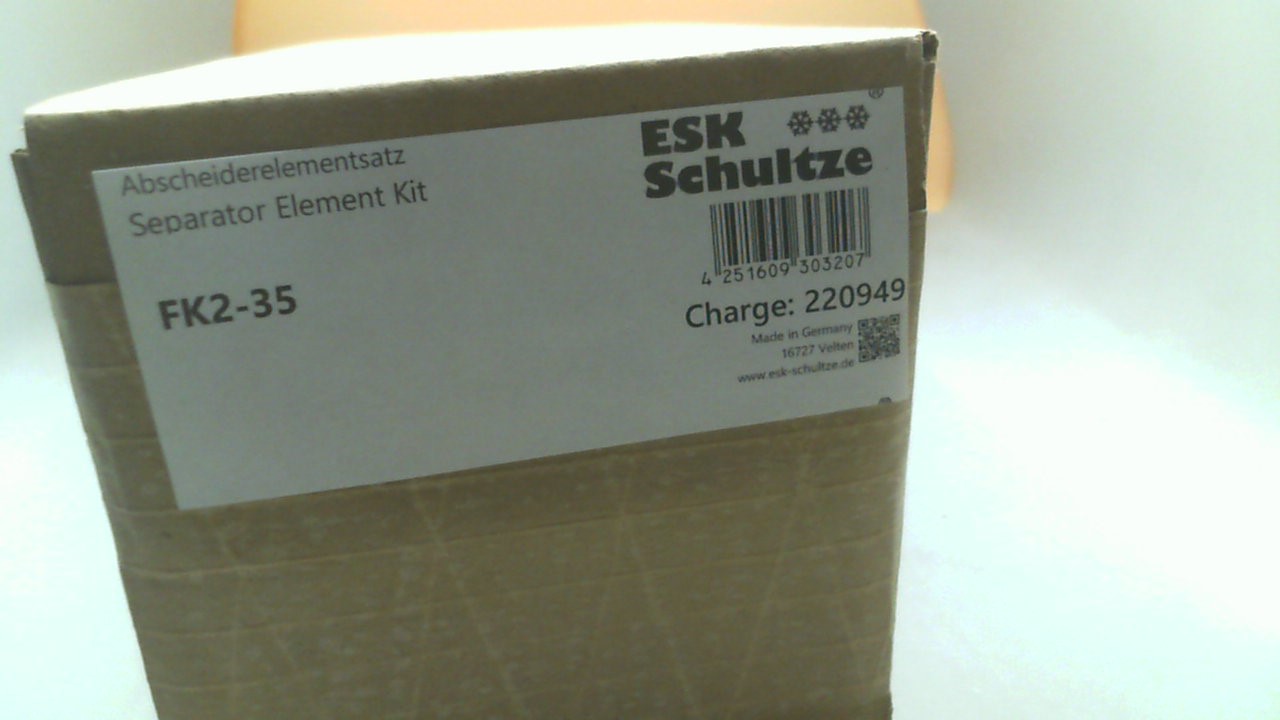 Abscheiderelementsatz
Separator Element Kit
FK2-35
ESK
Schultze
®
4 251609 303207
Charge: 220949
Made in Germany
16727 Velten
www.esk-schultze.de